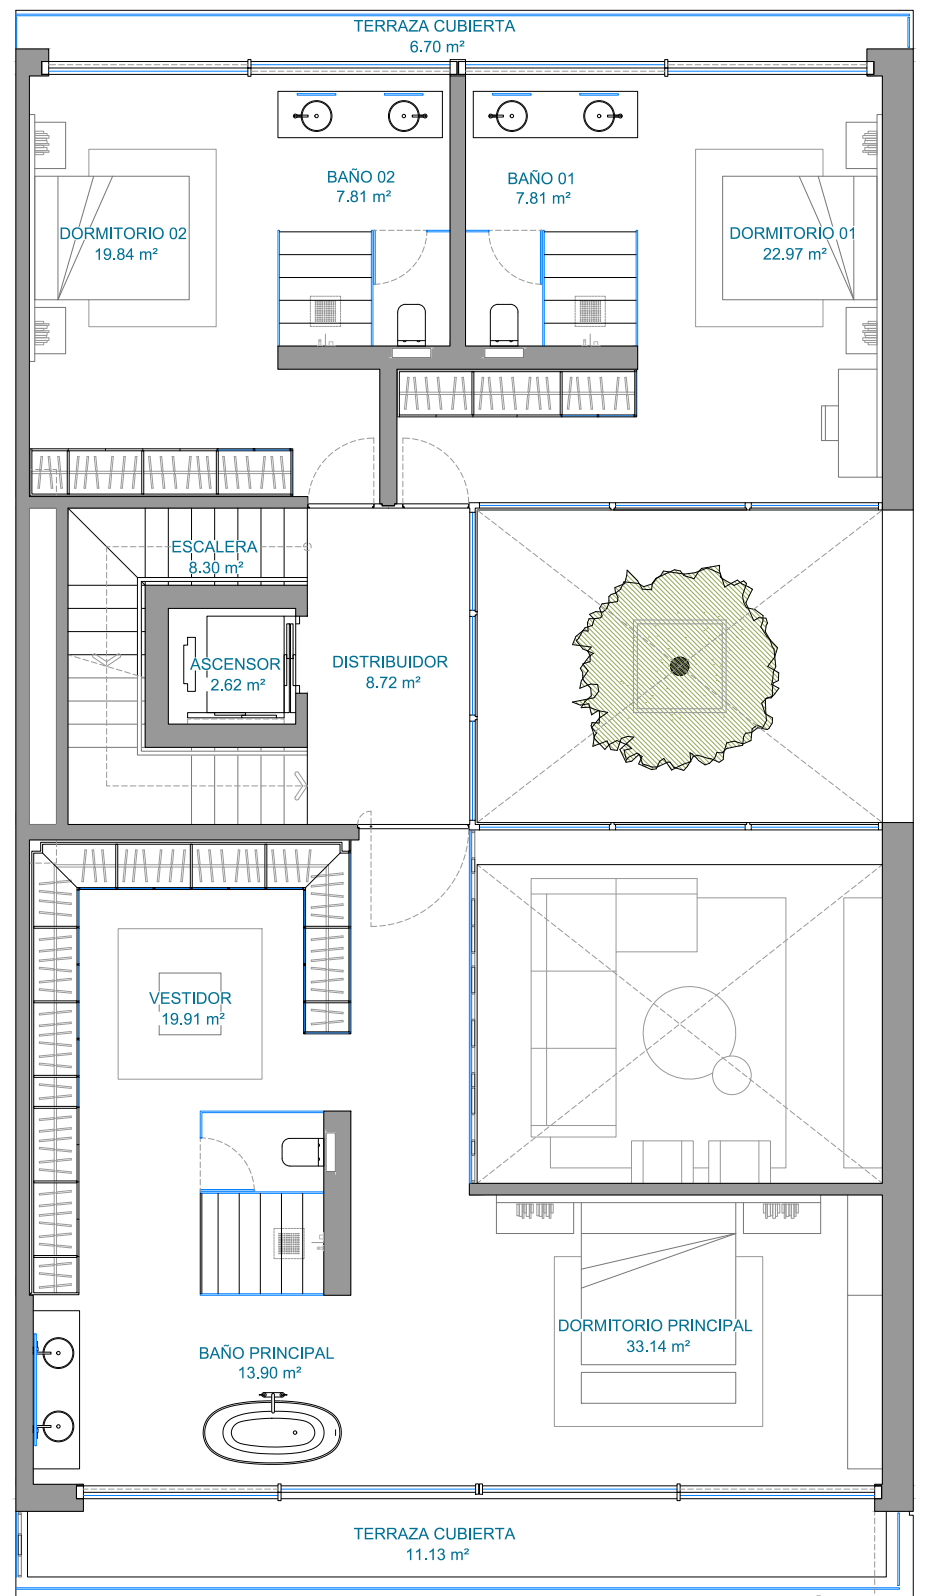 TERRAZA CUBIERTA
6.70 m²
BAÑO 02
7.81 m²
BAÑO 01
7.81 m²
DORMITORIO 02
19.84 m²
DORMITORIO 01
22.97 m²
ESCALERA
8.30 m²
ASCENSOR
2.62 m²
DISTRIBUIDOR
8.72 m²
VESTIDOR
19.91 m²
DORMITORIO PRINCIPAL
33.14 m²
BAÑO PRINCIPAL
13.90 m²
TERRAZA CUBIERTA
11.13 m²